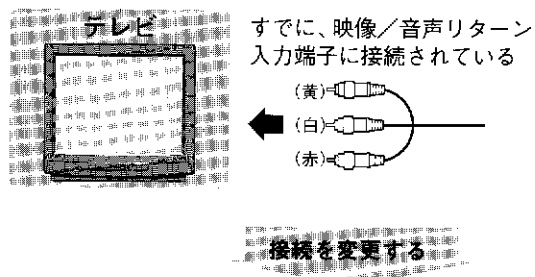 テレビ
すでに、映像／音声リターン
入力端子に接続されている
(黄)
(白)
(赤)
接続を変更する